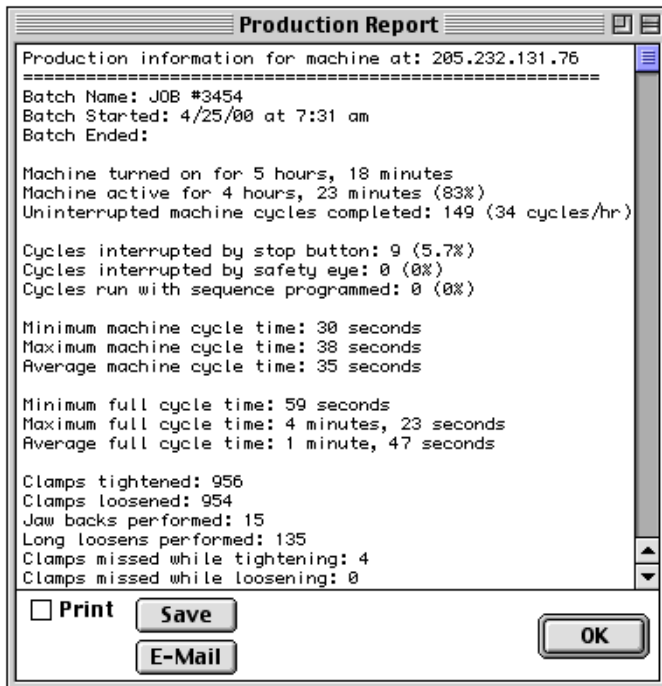 Production Report
Production information for machine at: 205.232.131.76
=======================================================
Batch Name: JOB #3454
Batch Started: 4/25/00 at 7:31 am
Batch Ended:
Machine turned on for 5 hours, 18 minutes
Machine active for 4 hours, 23 minutes (83%)
Uninterrupted machine cycles completed: 149 (34 cycles/hr)
Cycles interrupted by stop button: 9 (5.7%)
Cycles interrupted by safety eye: 0 (0%)
Cycles run with sequence programmed: 0 (0%)
Minimum machine cycle time: 30 seconds
Maximum machine cycle time: 38 seconds
Average machine cycle time: 35 seconds
Minimum full cycle time: 59 seconds
Maximum full cycle time: 4 minutes, 23 seconds
Average full cycle time: 1 minute, 47 seconds
Clamps tightened: 956
Clamps loosened: 954
Jaw backs performed: 15
Long loosens performed: 135
Clamps missed while tightening: 4
Clamps missed while loosening: 0
Print
Save
E-Mail
OK